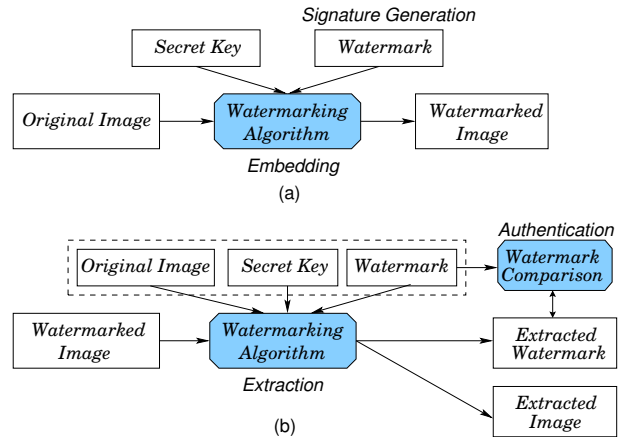 Signature Generation
Secret Key
Watermark
Original Image
Watermarking
Algorithm
Watermarked
Image
Embedding
(a)
Authentication
Original Image
Secret Key
Watermark
Watermark
Comparison
Watermarked
Image
Watermarking
Algorithm
Extracted
Watermark
Extraction
Extracted
Image
(b)